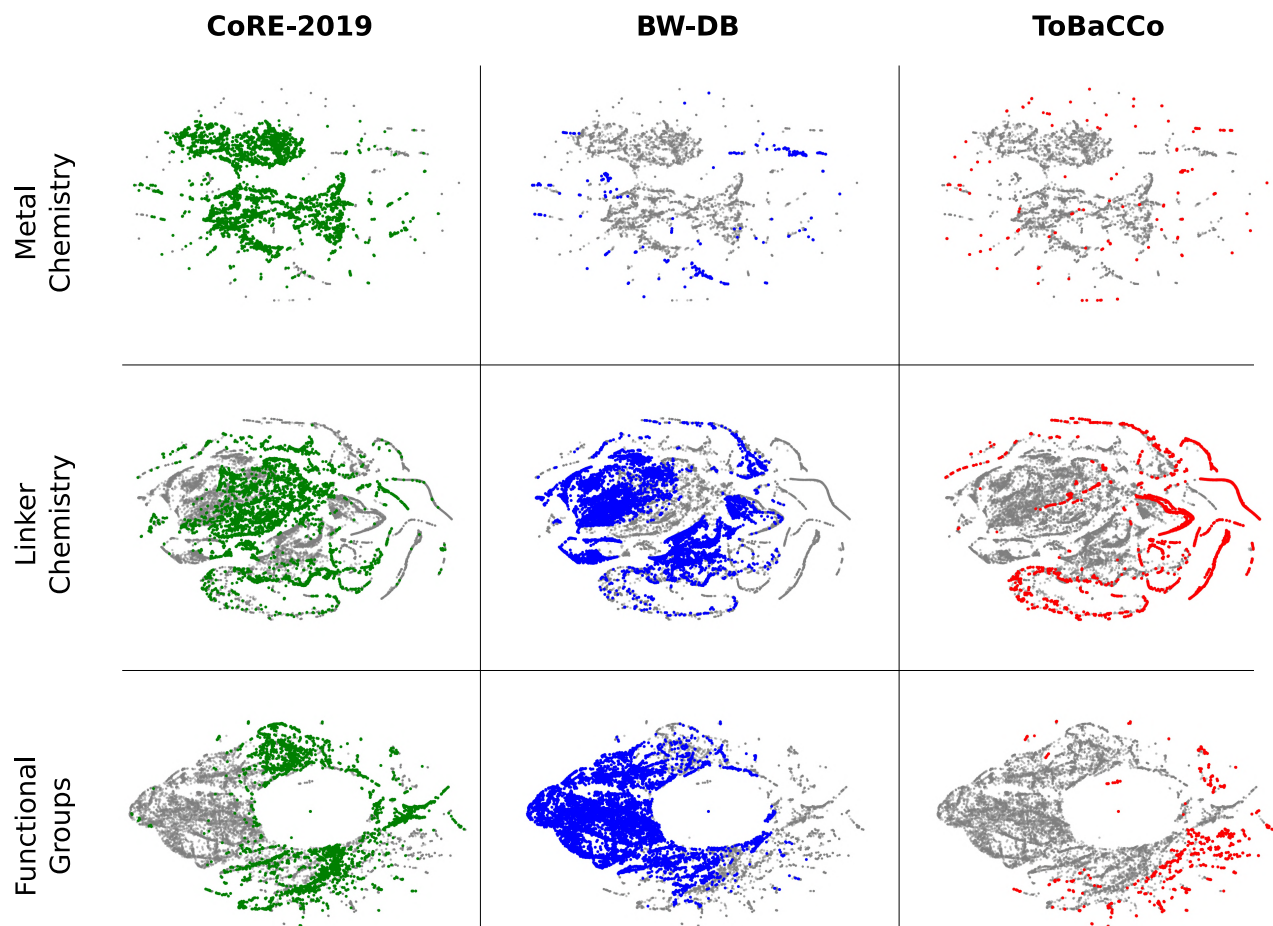 CoRE-2019
BW-DB
ToBaCCo
Metal
Chemistry
Linker
Chemistry
Functional
Groups